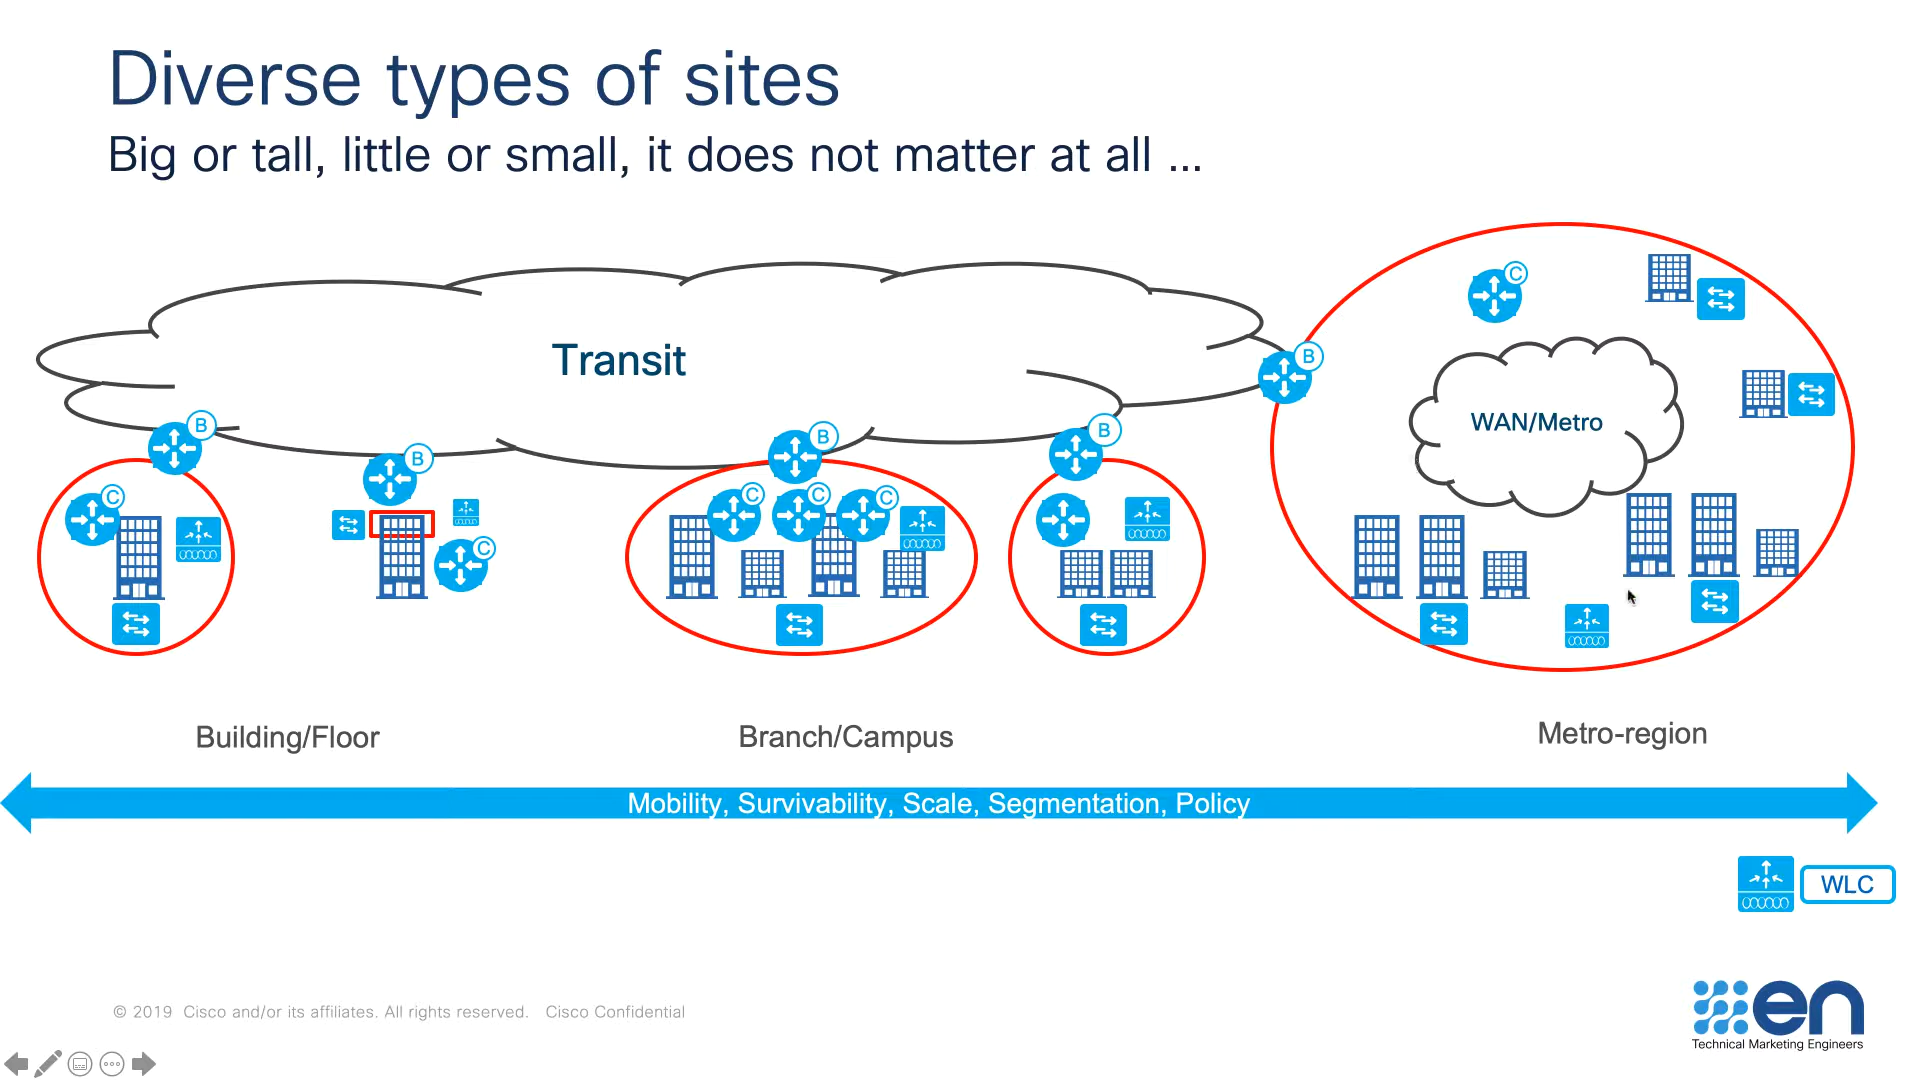 Diverse types of sites
Big or tall, little or small, it does not matter at all ...
C
Transit
B
B
WAN/Metro
B
B
B
C
C
C
C
C
Building/Floor
Branch/Campus
Metro-region
Mobility, Survivability, Scale, Segmentation, Policy
WLC
© 2019 Cisco and/or its affiliates. All rights reserved. Cisco Confidential
en
Technical Marketing Engineers